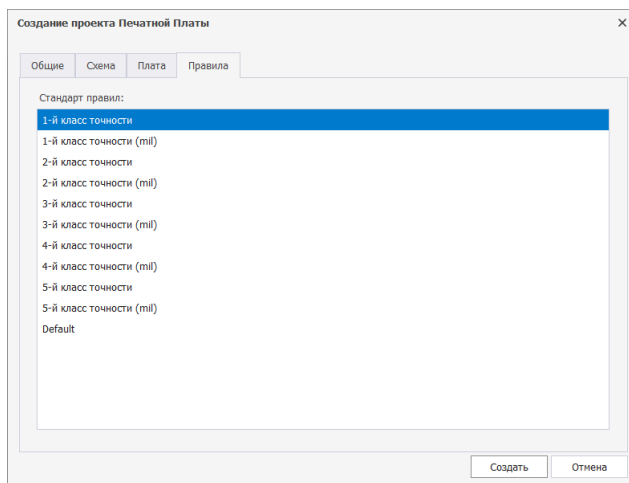 Создание проекта Печатной Платы
Общие Схема Плата Правила
Стандарт правил:
1-й класс точности
1-й класс точности (mil)
2-й класс точности
2-й класс точности (mil)
3-й класс точности
3-й класс точности (mil)
4-й класс точности
4-й класс точности (mil)
5-й класс точности
5-й класс точности (mil)
Default
Создать Отмена